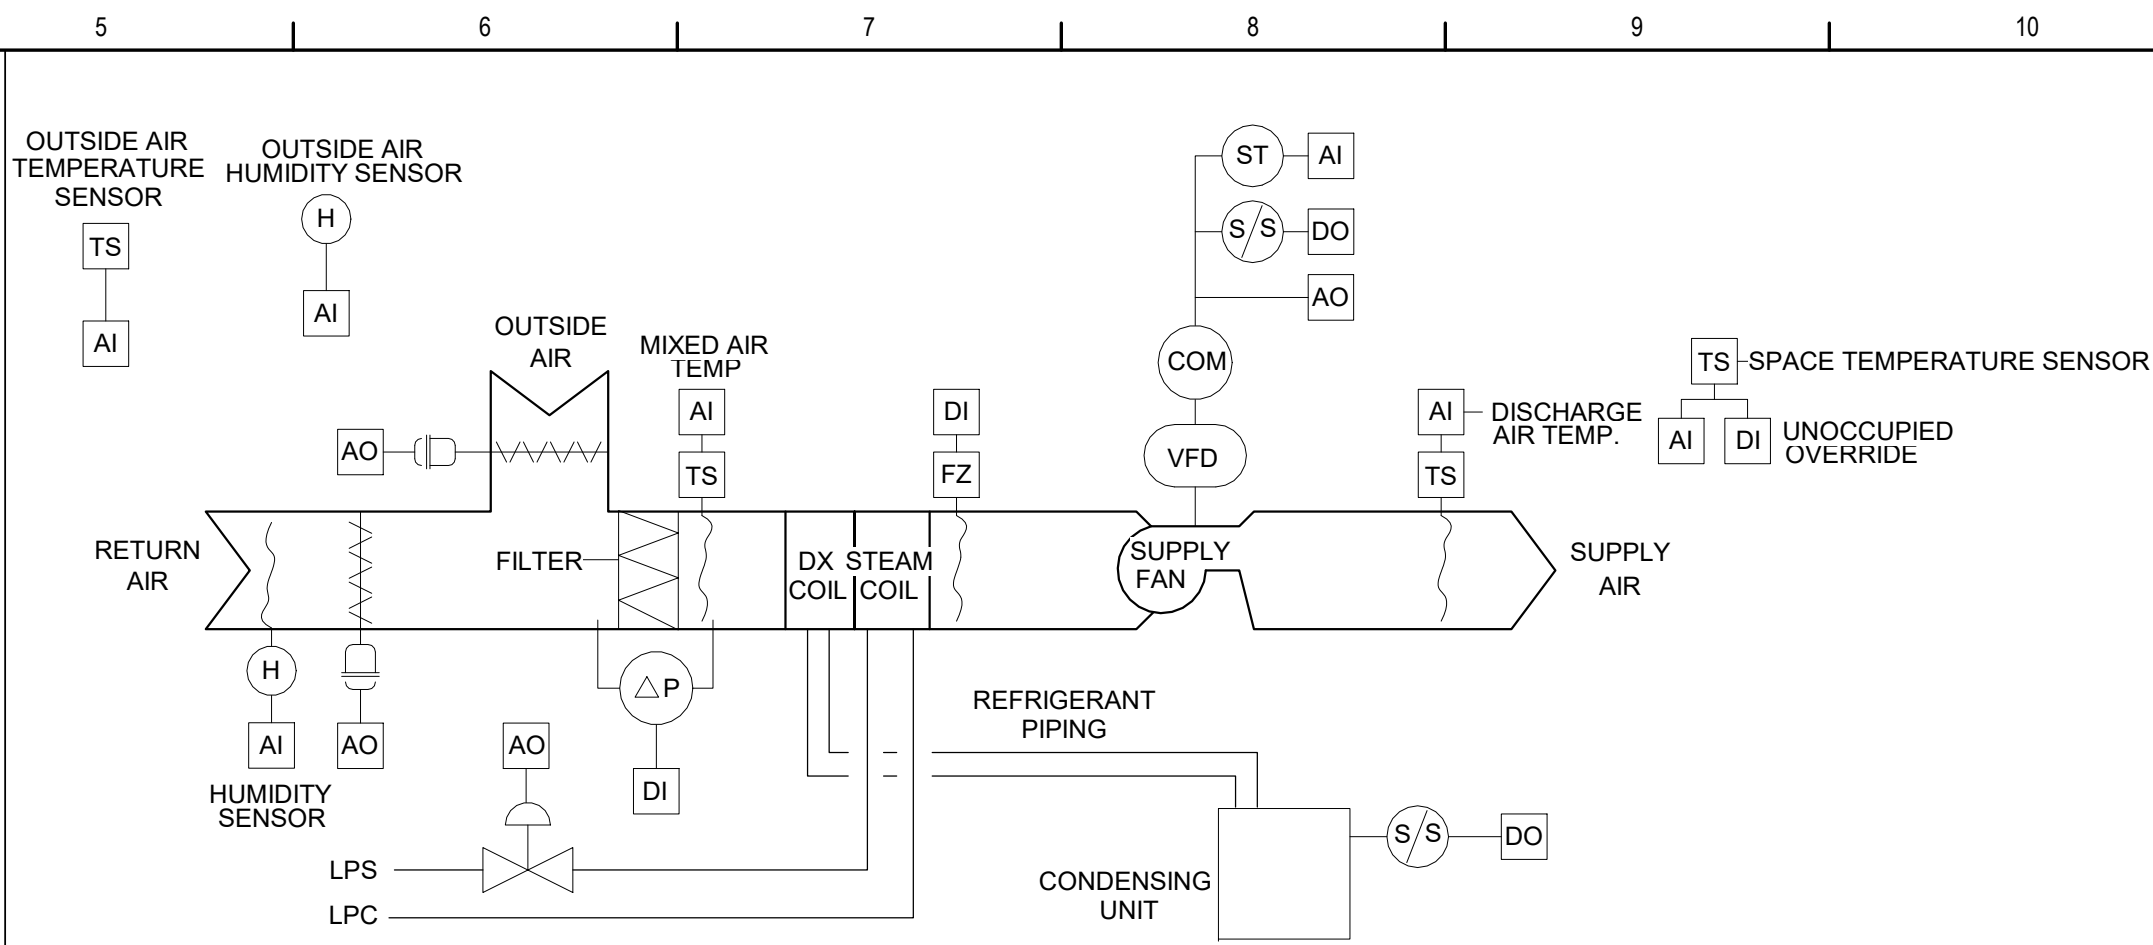 5 6 7 8 9 10
OUTSIDE AIR
TEMPERATURE
SENSOR
TS
AI
OUTSIDE AIR
HUMIDITY SENSOR
H
AI
ST AI
S/S DO
AO
COM
VFD
OUTSIDE
AIR
AO
MIXED AIR
TEMP
AI
TS
DI
FZ
AI DISCHARGE
AIR TEMP.
TS
TS SPACE TEMPERATURE SENSOR
AI DI UNOCCUPIED
OVERRIDE
RETURN
AIR
FILTER
DX
COIL
STEAM
COIL
SUPPLY
FAN
SUPPLY
AIR
H
AI
HUMIDITY
SENSOR
AO
△P
DI
AO
REFRIGERANT
PIPING
LPS
LPC
CONDENSING
UNIT
S/S DO